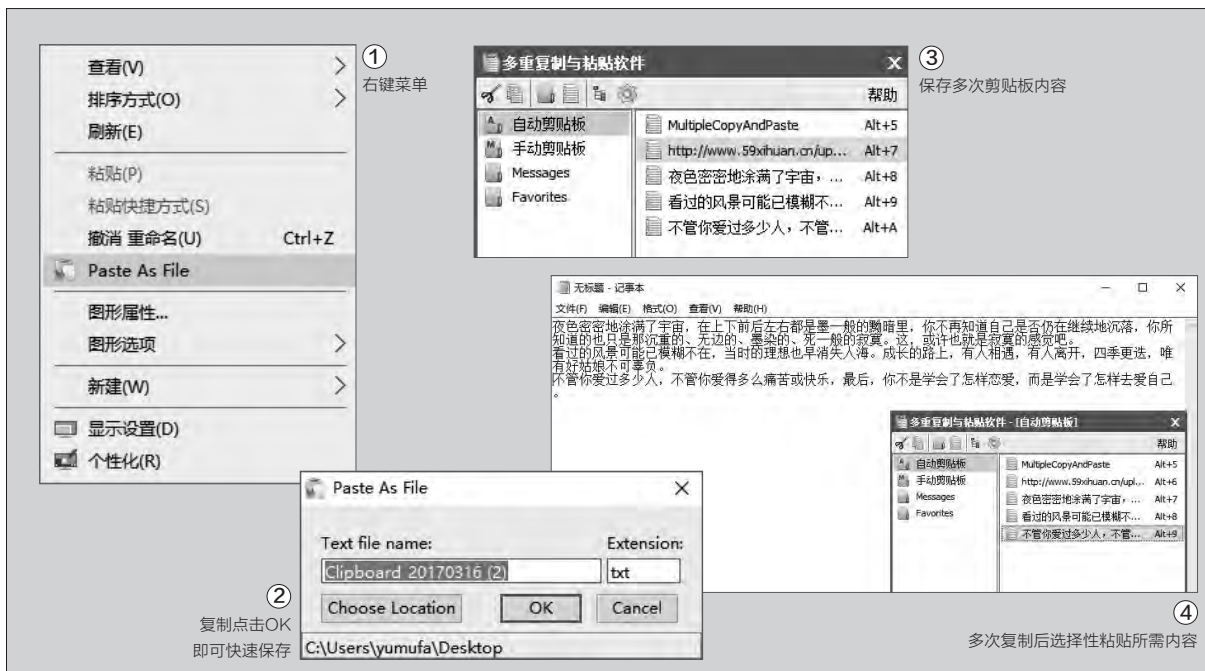 查看(V)
排序方式(O)
刷新(E)
粘贴(P)
粘贴快捷方式(S)
撤消 重命名(U) Ctrl+Z
Paste As File
图形属性...
图形选项
新建(W)
显示设置(D)
个性化(R)
①
右键菜单
Paste As File
Text file name: Extension:
Clipboard 20170316 (2) txt
Choose Location OK Cancel
C:\Users\yumufa\Desktop
②
复制点击OK
即可快速保存
多重复制与粘贴软件 X
帮助
自动剪贴板
手动剪贴板
Messages
Favorites
MultipleCopyAndPaste Alt+5
http://www.59xihuan.cn/up... Alt+7
夜色密密地涂满了宇宙，... Alt+8
看过的风景可能已模糊不... Alt+9
不管你爱过多少人，不管... Alt+A
③
保存多次剪贴板内容
无标题 - 记事本
文件(F) 编辑(E) 格式(O) 查看(V) 帮助(H)
夜色密密地涂满了宇宙，在上下前后左右都是墨一般的黝暗里，你不再知道自己是否仍在继续地沉落，你所
知道的也只是那沉重的、无边的、墨染的、死一般的寂寞。这，或许也就是寂寞的感觉吧。
看过的风景可能已模糊不在，当时的理想也早消失人海。成长的路上，有人相遇，有人离开，四季更迭，唯
有好姑娘不可辜负。
不管你爱过多少人，不管你爱得多么痛苦或快乐，最后，你不是学会了怎样恋爱，而是学会了怎样去爱自己
。
多重复制与粘贴软件 - [自动剪贴板] X
帮助
自动剪贴板
手动剪贴板
Messages
Favorites
MultipleCopyAndPaste Alt+5
http://www.59xihuan.cn/upl... Alt+6
夜色密密地涂满了宇宙，... Alt+7
看过的风景可能已模糊不... Alt+8
不管你爱过多少人，不管... Alt+9
④
多次复制后选择性粘贴所需内容